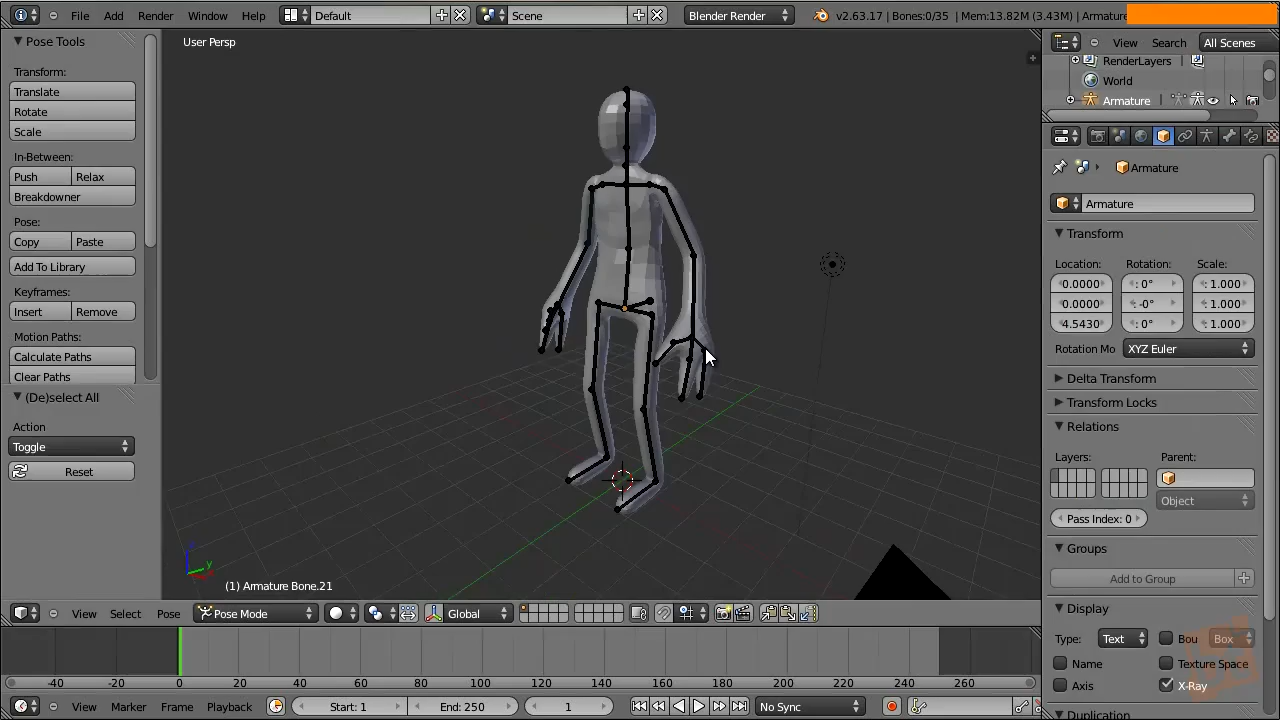 File Add Render Window Help Default Scene Blender Render v2.63.17 | Bones:0/35 | Mem:13.82M (3.43M) | Armature
Pose Tools
User Persp
View Search All Scenes
RenderLayers
World
Armature
Transform:
Translate
Rotate
Scale
In-Between:
Push Relax
Breakdowner
Pose:
Copy Paste
Add To Library
Keyframes:
Insert Remove
Motion Paths:
Calculate Paths
Clear Paths
(De)select All
Action
Toggle
Reset
y
(1) Armature Bone.21
Armature
Armature
Transform
Location: Rotation: Scale:
0.0000 : 0° : 1.000
0.0000 : -0° : 1.000
4.5430 : 0° : 1.000
Rotation Mo XYZ Euler
Delta Transform
Transform Locks
Relations
Layers: Parent:
Object
Pass Index: 0
Groups
Add to Group
Display
Type: Text Bou Box
Name Texture Space
Axis X-Ray
Duplication
View Select Pose Pose Mode Global
-40 -20 0 20 40 60 80 100 120 140 160 180 200 220 240 260
View Marker Frame Playback Start: 1 End: 250 1 No Sync